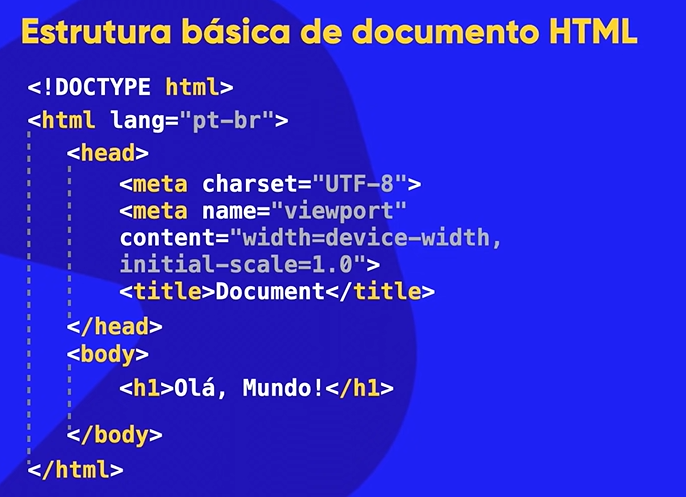 Estrutura básica de documento HTML
<!DOCTYPE html>
<html lang="pt-br">
<head>
<meta charset="UTF-8">
<meta name="viewport"
content="width=device-width,
initial-scale=1.0">
<title>Document</title>
</head>
<body>
<h1>Olá, Mundo!</h1>
</body>
</html>